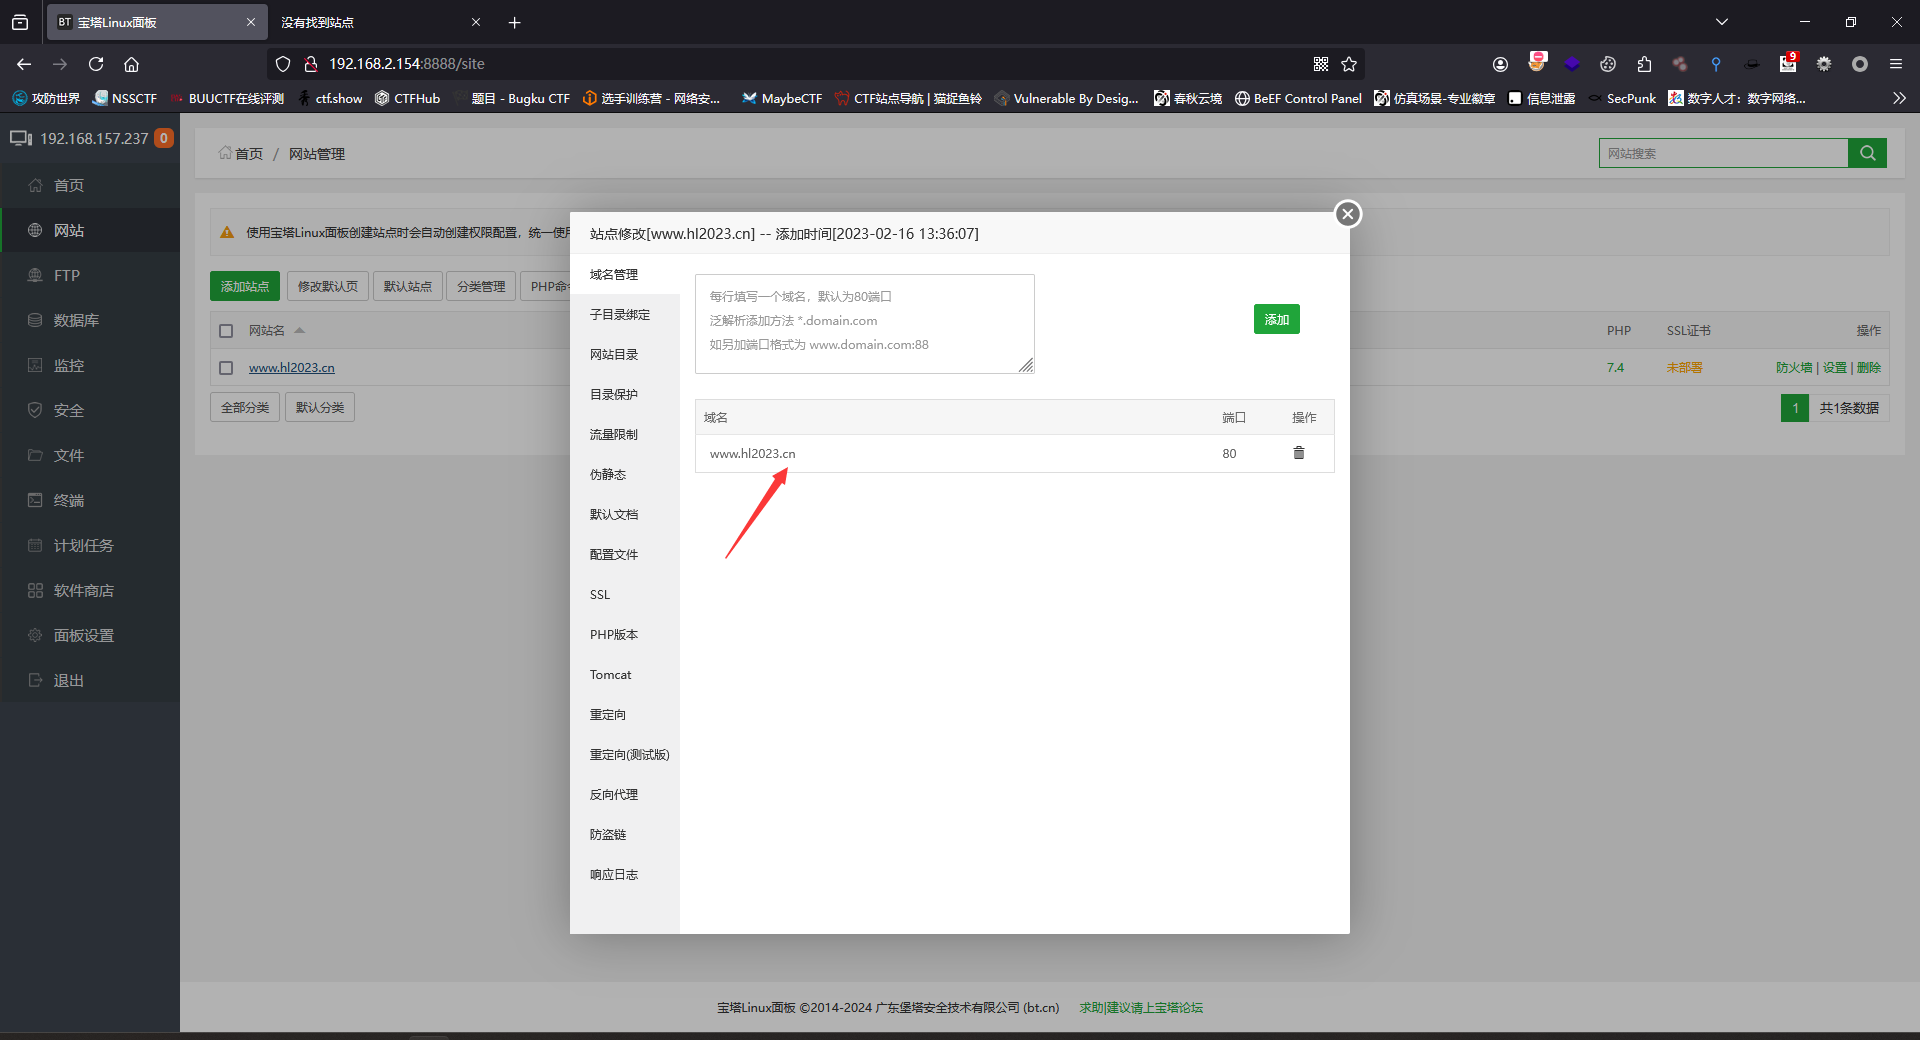 BT 宝塔Linux面板
没有找到站点
192.168.2.154:8888/site
9
攻防世界 NSSCTF BUUCTF在线评测 ctf.show CTFHub 题目 - Bugku CTF 选手训练营 - 网络安... MaybeCTF CTF站点导航 | 猫捉鱼铃 Vulnerable By Desig... 春秋云境 BeEF Control Panel 仿真场景-专业徽章 信息泄露 SecPunk 数字人才：数字网络...
192.168.157.237 0
首页
网站
FTP
数据库
监控
安全
文件
终端
计划任务
软件商店
面板设置
退出
首页 / 网站管理
网站搜索
使用宝塔Linux面板创建站点时会自动创建权限配置，统一使用
添加站点 修改默认页 默认站点 分类管理 PHP命
网站名 PHP SSL证书 操作
www.hl2023.cn 7.4 未部署 防火墙 | 设置 | 删除
全部分类 默认分类 1 共1条数据
站点修改[www.hl2023.cn] -- 添加时间[2023-02-16 13:36:07]
域名管理
子目录绑定
网站目录
目录保护
流量限制
伪静态
默认文档
配置文件
SSL
PHP版本
Tomcat
重定向
重定向(测试版)
反向代理
防盗链
响应日志
每行填写一个域名，默认为80端口
泛解析添加方法 *.domain.com
如另加端口格式为 www.domain.com:88
添加
域名 端口 操作
www.hl2023.cn 80
宝塔Linux面板 ©2014-2024 广东堡塔安全技术有限公司 (bt.cn) 求助|建议请上宝塔论坛